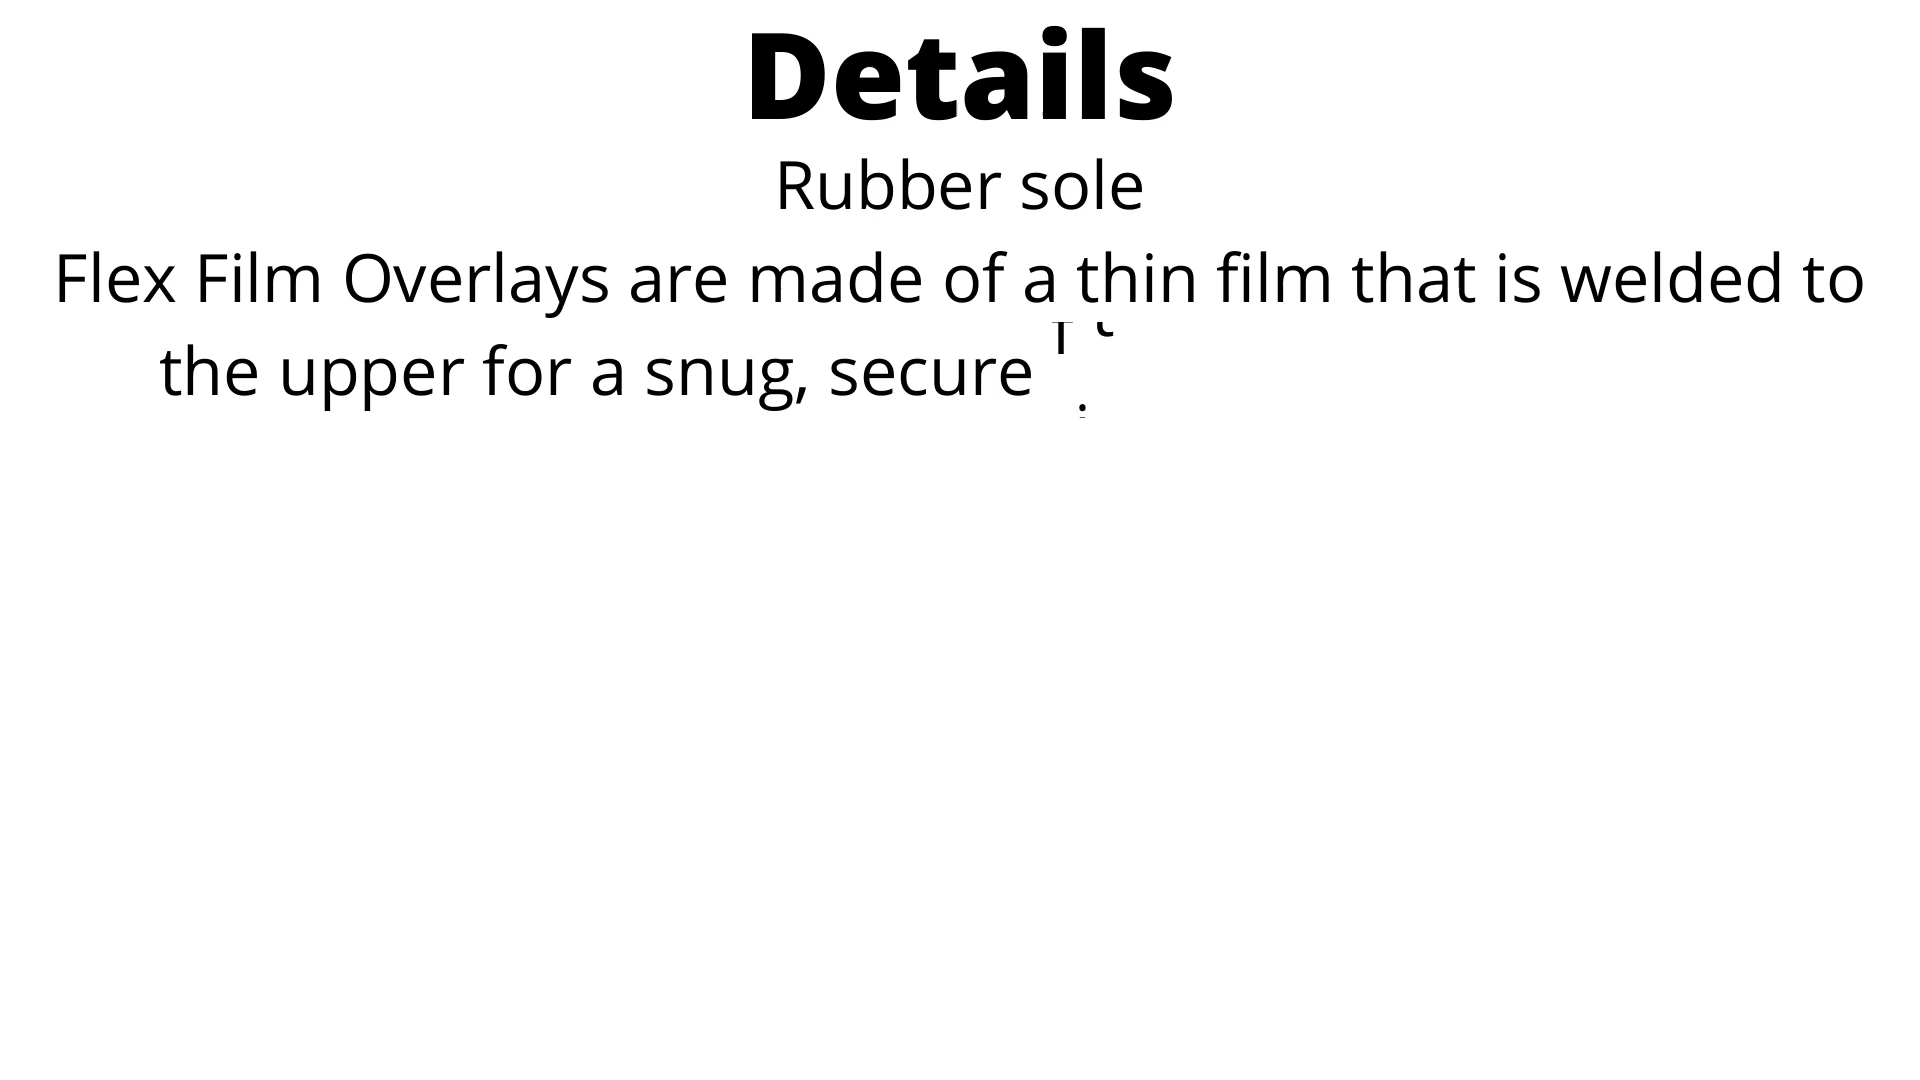 Details
Rubber sole
Flex Film Overlays are made of a thin film that is welded to
the upper for a snug, secure